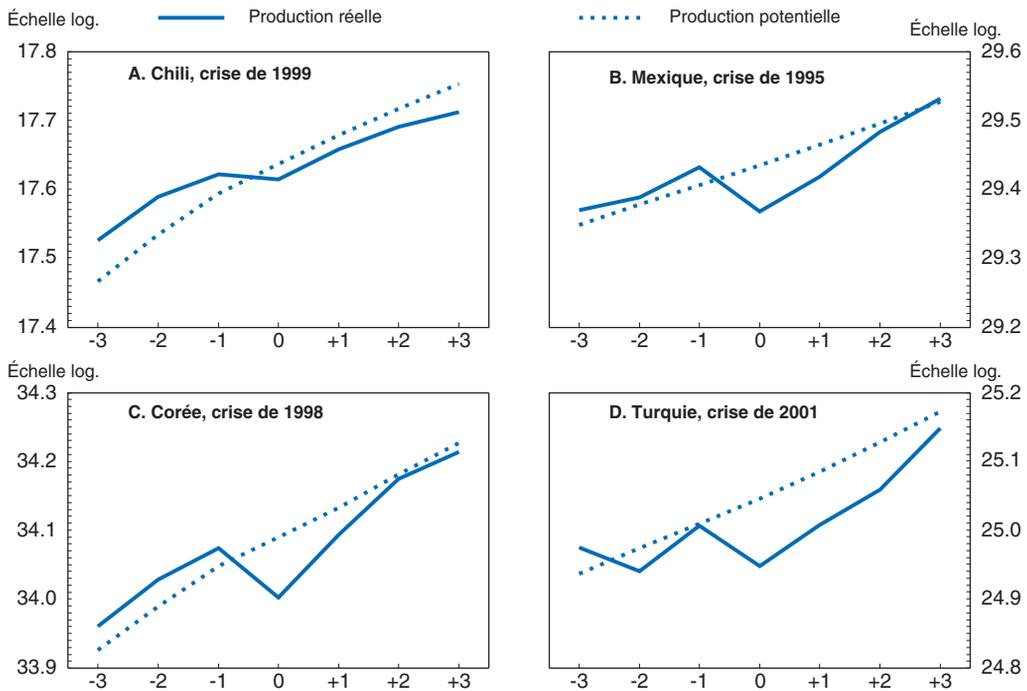 Échelle log.
Production réelle
Production potentielle
Échelle log.
A. Chili, crise de 1999
17.8
17.7
17.6
17.5
17.4
-3 -2 -1 0 +1 +2 +3
B. Mexique, crise de 1995
29.6
29.5
29.4
29.3
29.2
-3 -2 -1 0 +1 +2 +3
Échelle log.
C. Corée, crise de 1998
34.3
34.2
34.1
34.0
33.9
-3 -2 -1 0 +1 +2 +3
Échelle log.
D. Turquie, crise de 2001
25.2
25.1
25.0
24.9
24.8
-3 -2 -1 0 +1 +2 +3